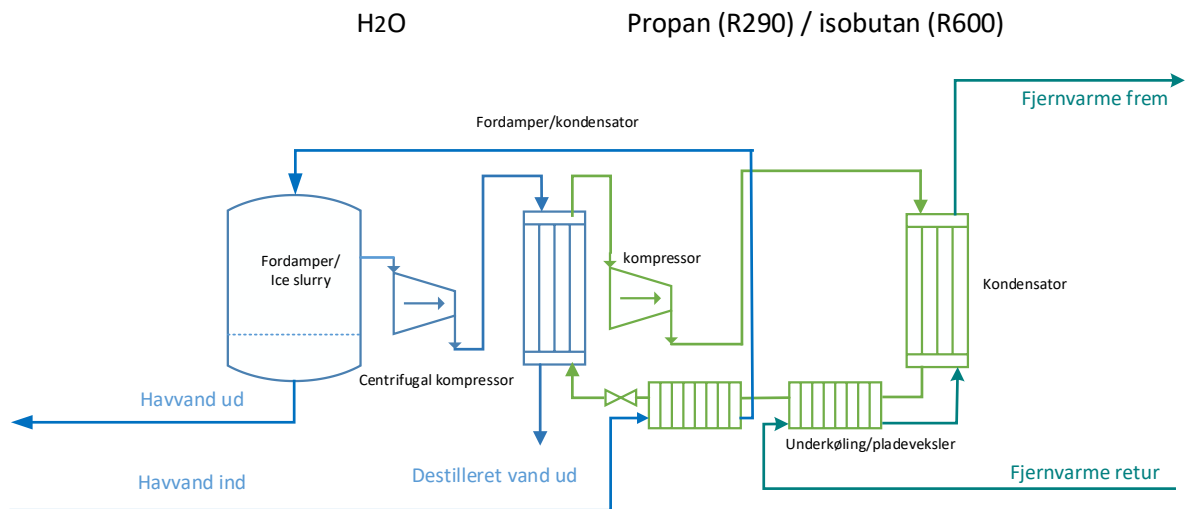 H2O
Propan (R290) / isobutan (R600)
Fjernvarme frem
Fordamper/kondensator
Fordamper/
Ice slurry
kompressor
Kondensator
Centrifugal kompressor
Havvand ud
Underkøling/pladeveksler
Havvand ind
Destilleret vand ud
Fjernvarme retur